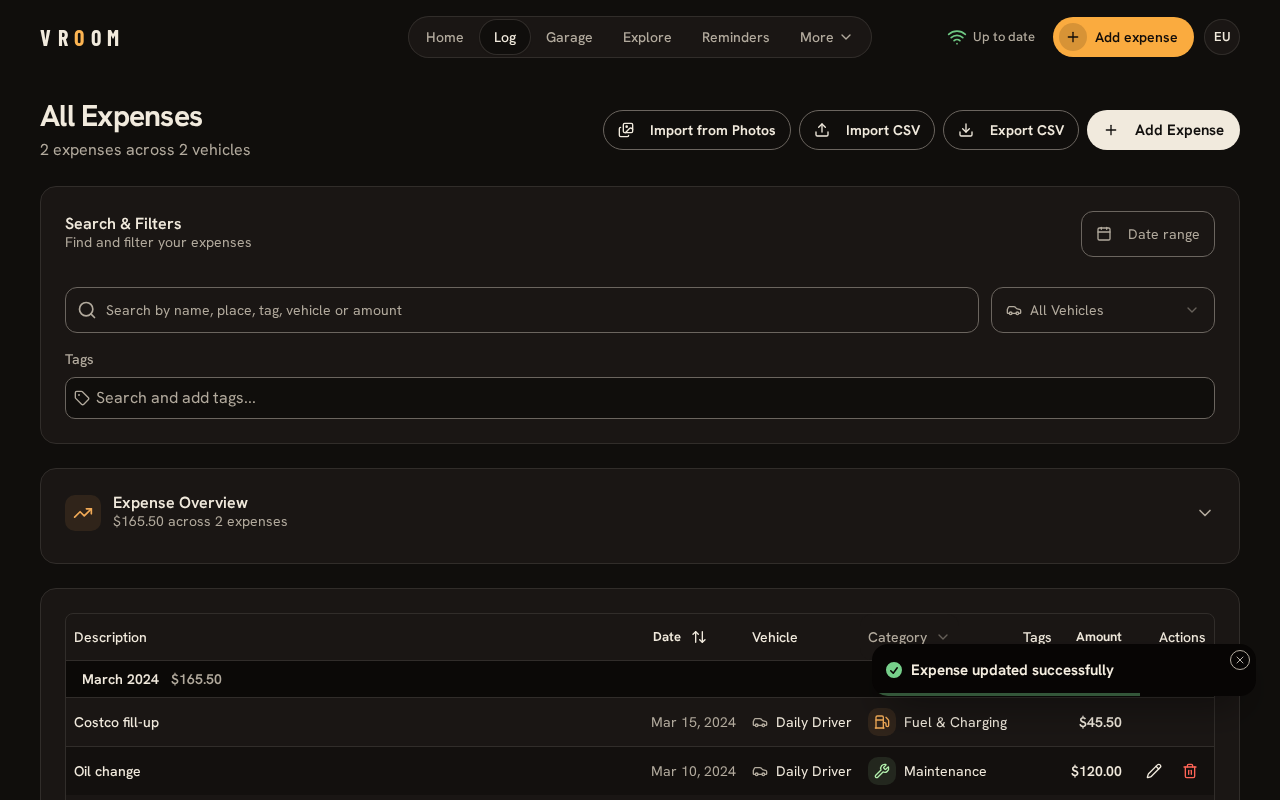 VROOM
Home
Log
Garage
Explore
Reminders
More
Up to date
Add expense
EU
All Expenses
2 expenses across 2 vehicles
Import from Photos
Import CSV
Export CSV
Add Expense
Search & Filters
Find and filter your expenses
Date range
Search by name, place, tag, vehicle or amount
All Vehicles
Tags
Search and add tags...
Expense Overview
$165.50 across 2 expenses
Description
Date
Vehicle
Category
Tags
Amount
Actions
March 2024 $165.50
Expense updated successfully
Costco fill-up
Mar 15, 2024
Daily Driver
Fuel & Charging
$45.50
Oil change
Mar 10, 2024
Daily Driver
Maintenance
$120.00